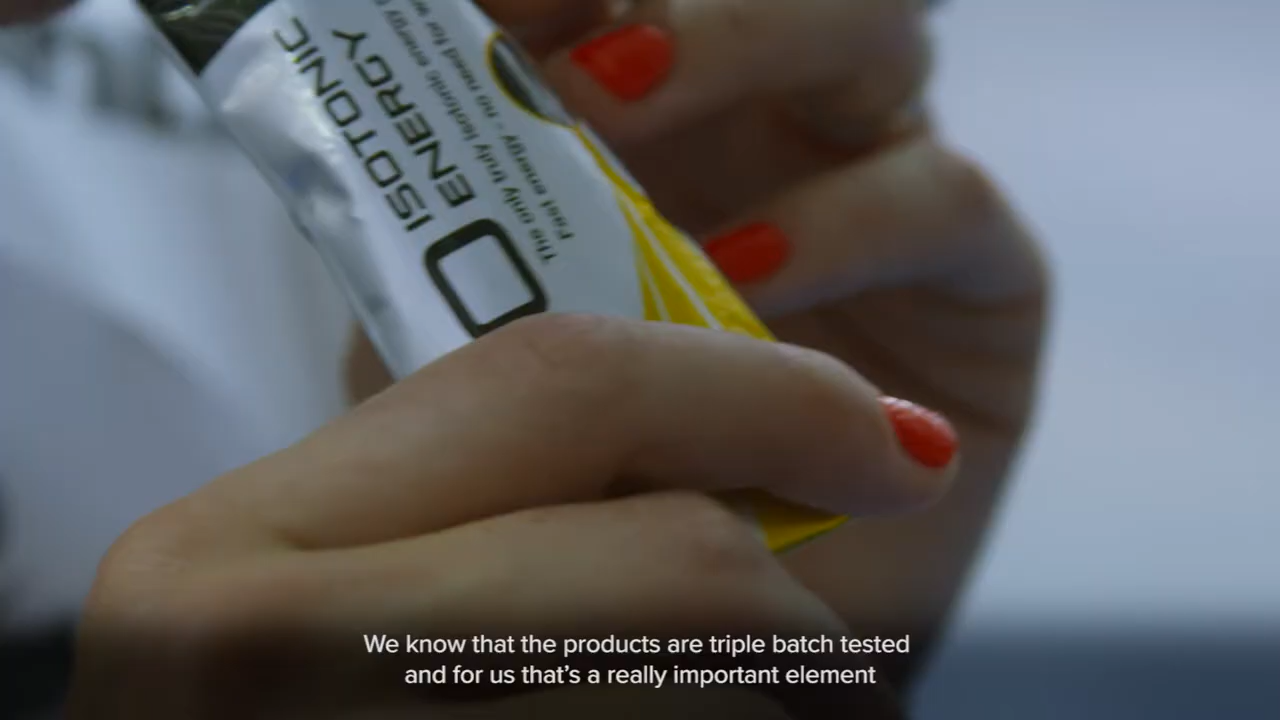 ISOTONIC
ENERGY
The only truly isotonic energy
Fast energy - no need for
We know that the products are triple batch tested
and for us that's a really important element